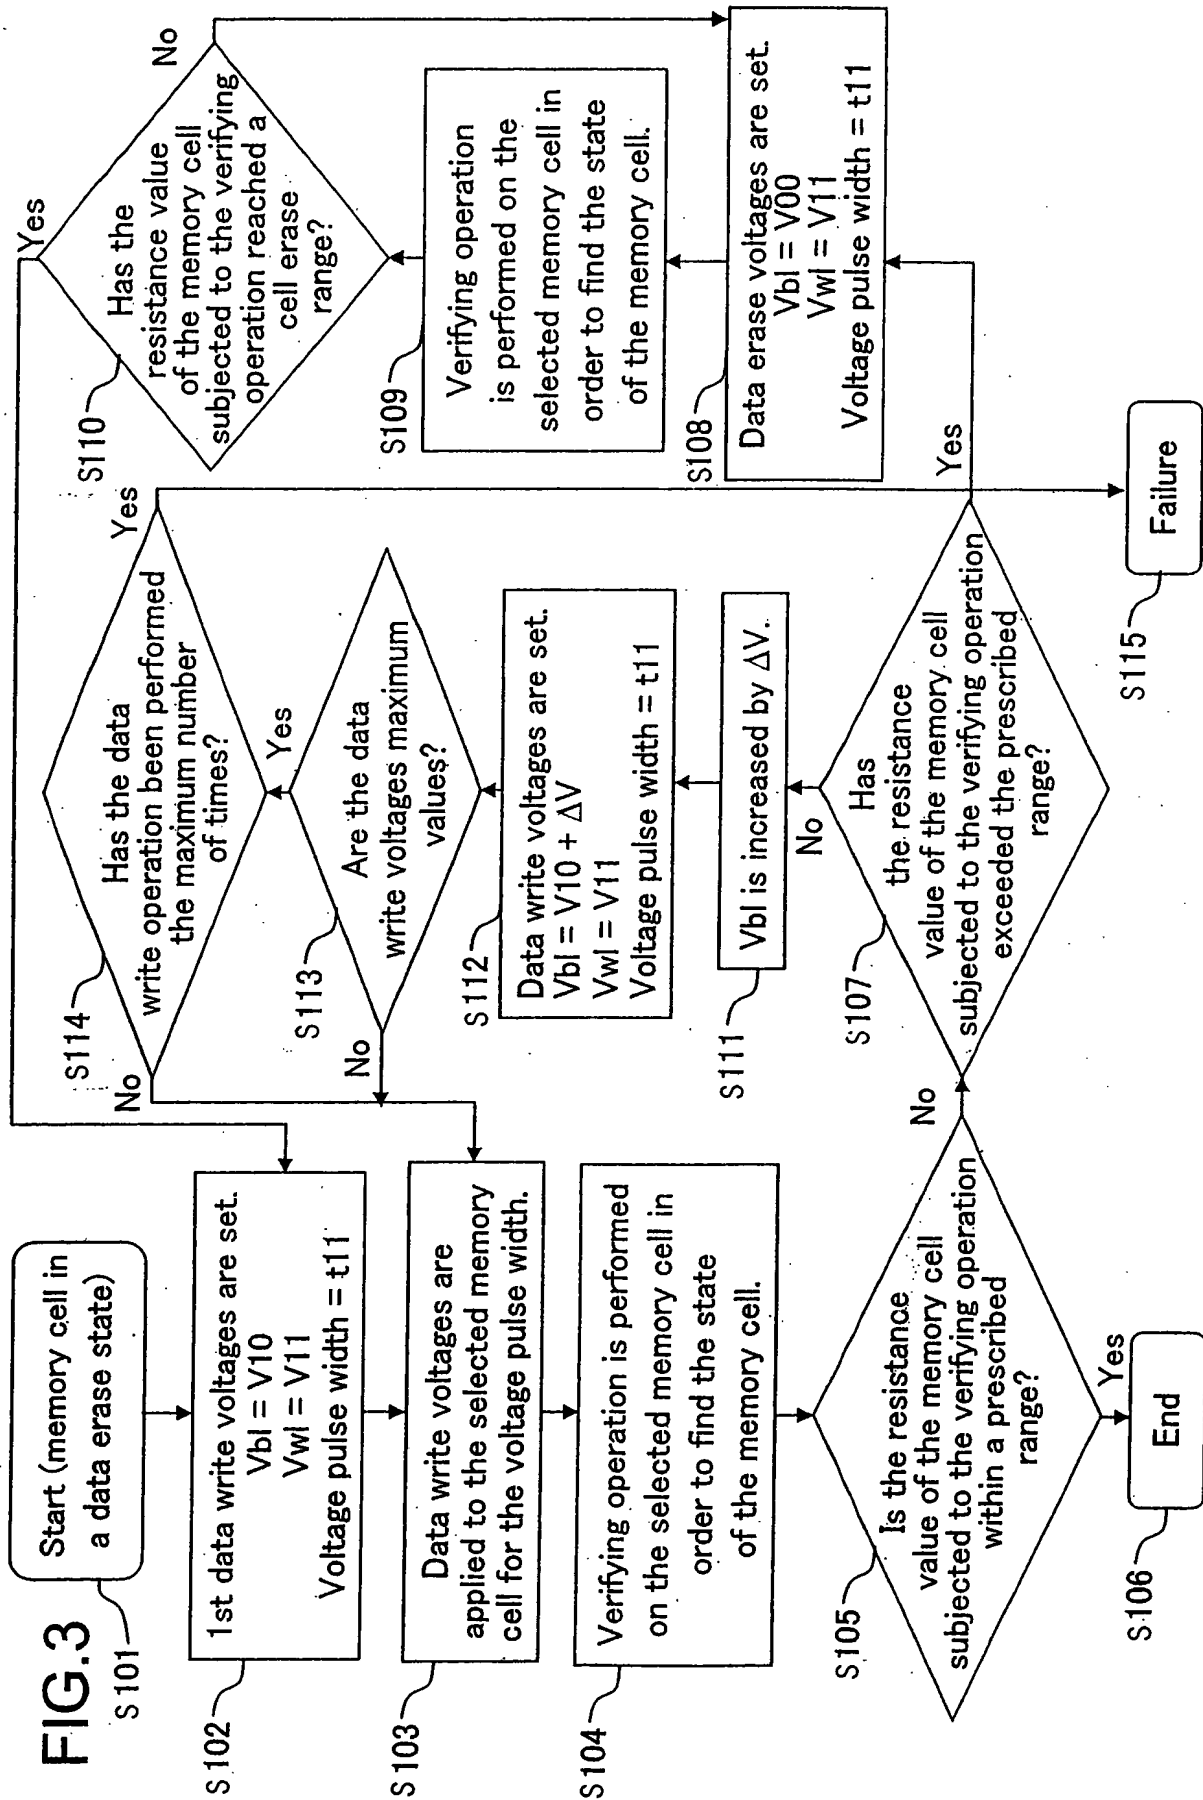 FIG.3
S101
Start (memory cell in
a data erase state)
S102
1st data write voltages are set.
Vbl = V10
Vwl = V11
Voltage pulse width = t11
S103
Data write voltages are
applied to the selected memory
cell for the voltage pulse width.
S104
Verifying operation is performed
on the selected memory cell in
order to find the state
of the memory cell.
S105
Is the resistance
value of the memory cell
subjected to the verifying operation
within a prescribed
range?
No
Yes
S106
End
S114
Has the data
write operation been performed
the maximum number
of times?
No
Yes
S113
Are the data
write voltages maximum
values?
No
Yes
S112
Data write voltages are set.
Vbl = V10 + ΔV
Vwl = V11
Voltage pulse width = t11
S111
Vbl is increased by ΔV.
S107
Has
the resistance
value of the memory cell
subjected to the verifying operation
exceeded the prescribed
range?
No
Yes
S115
Failure
S110
Has the
resistance value
of the memory cell
subjected to the verifying
operation reached a
cell erase
range?
Yes
No
S109
Verifying operation
is performed on the
selected memory cell in
order to find the state
of the memory cell.
S108
Data erase voltages are set.
Vbl = V00
Vwl = V11
Voltage pulse width = t11